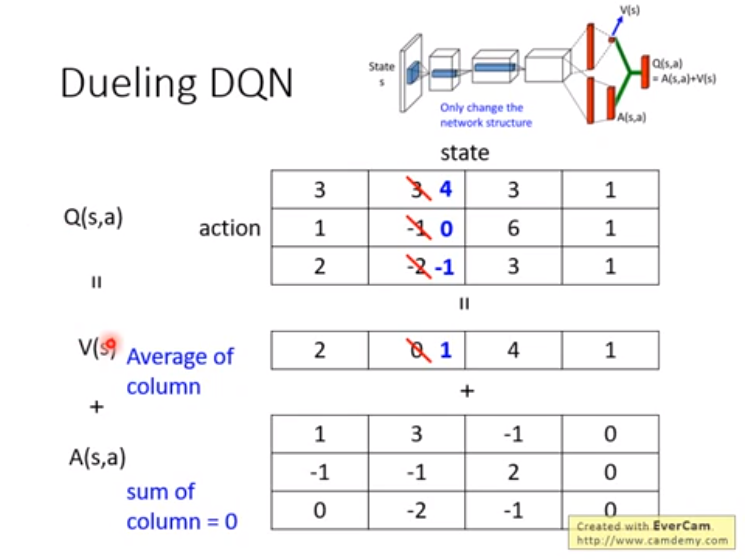 Dueling DQN
State
s
Only change the
network structure
V(s)
Q(s,a)
= A(s,a)+V(s)
A(s,a)
state
Q(s,a)
action
3 3 4 3 1
1 -1 0 6 1
2 -2 -1 3 1
=
=
V(s)
Average of
column
2 0 1 4 1
+
+
A(s,a)
sum of
column = 0
1 3 -1 0
-1 -1 2 0
0 -2 -1 0
Created with EverCam.
http://www.camdemy.com